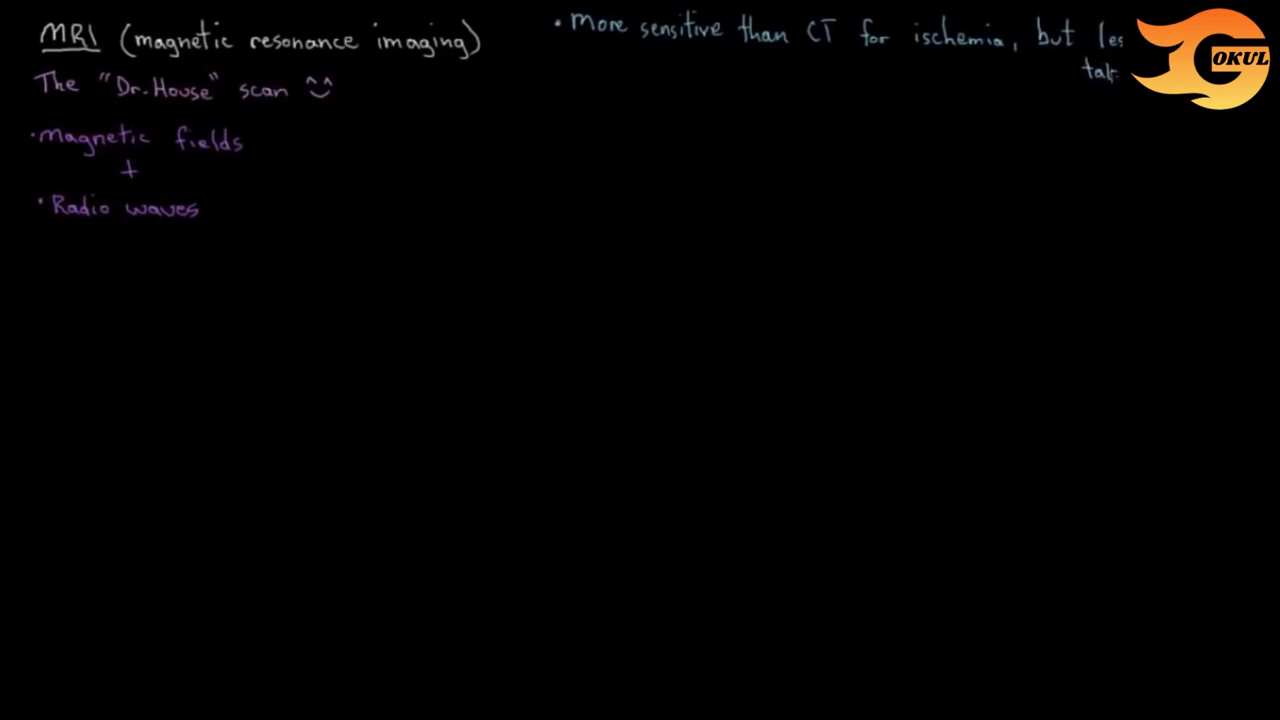 MRI (magnetic resonance imaging)
The "Dr. House" scan
• Magnetic fields
+
• Radio waves
• More sensitive than CT for ischemia, but
GOKUL